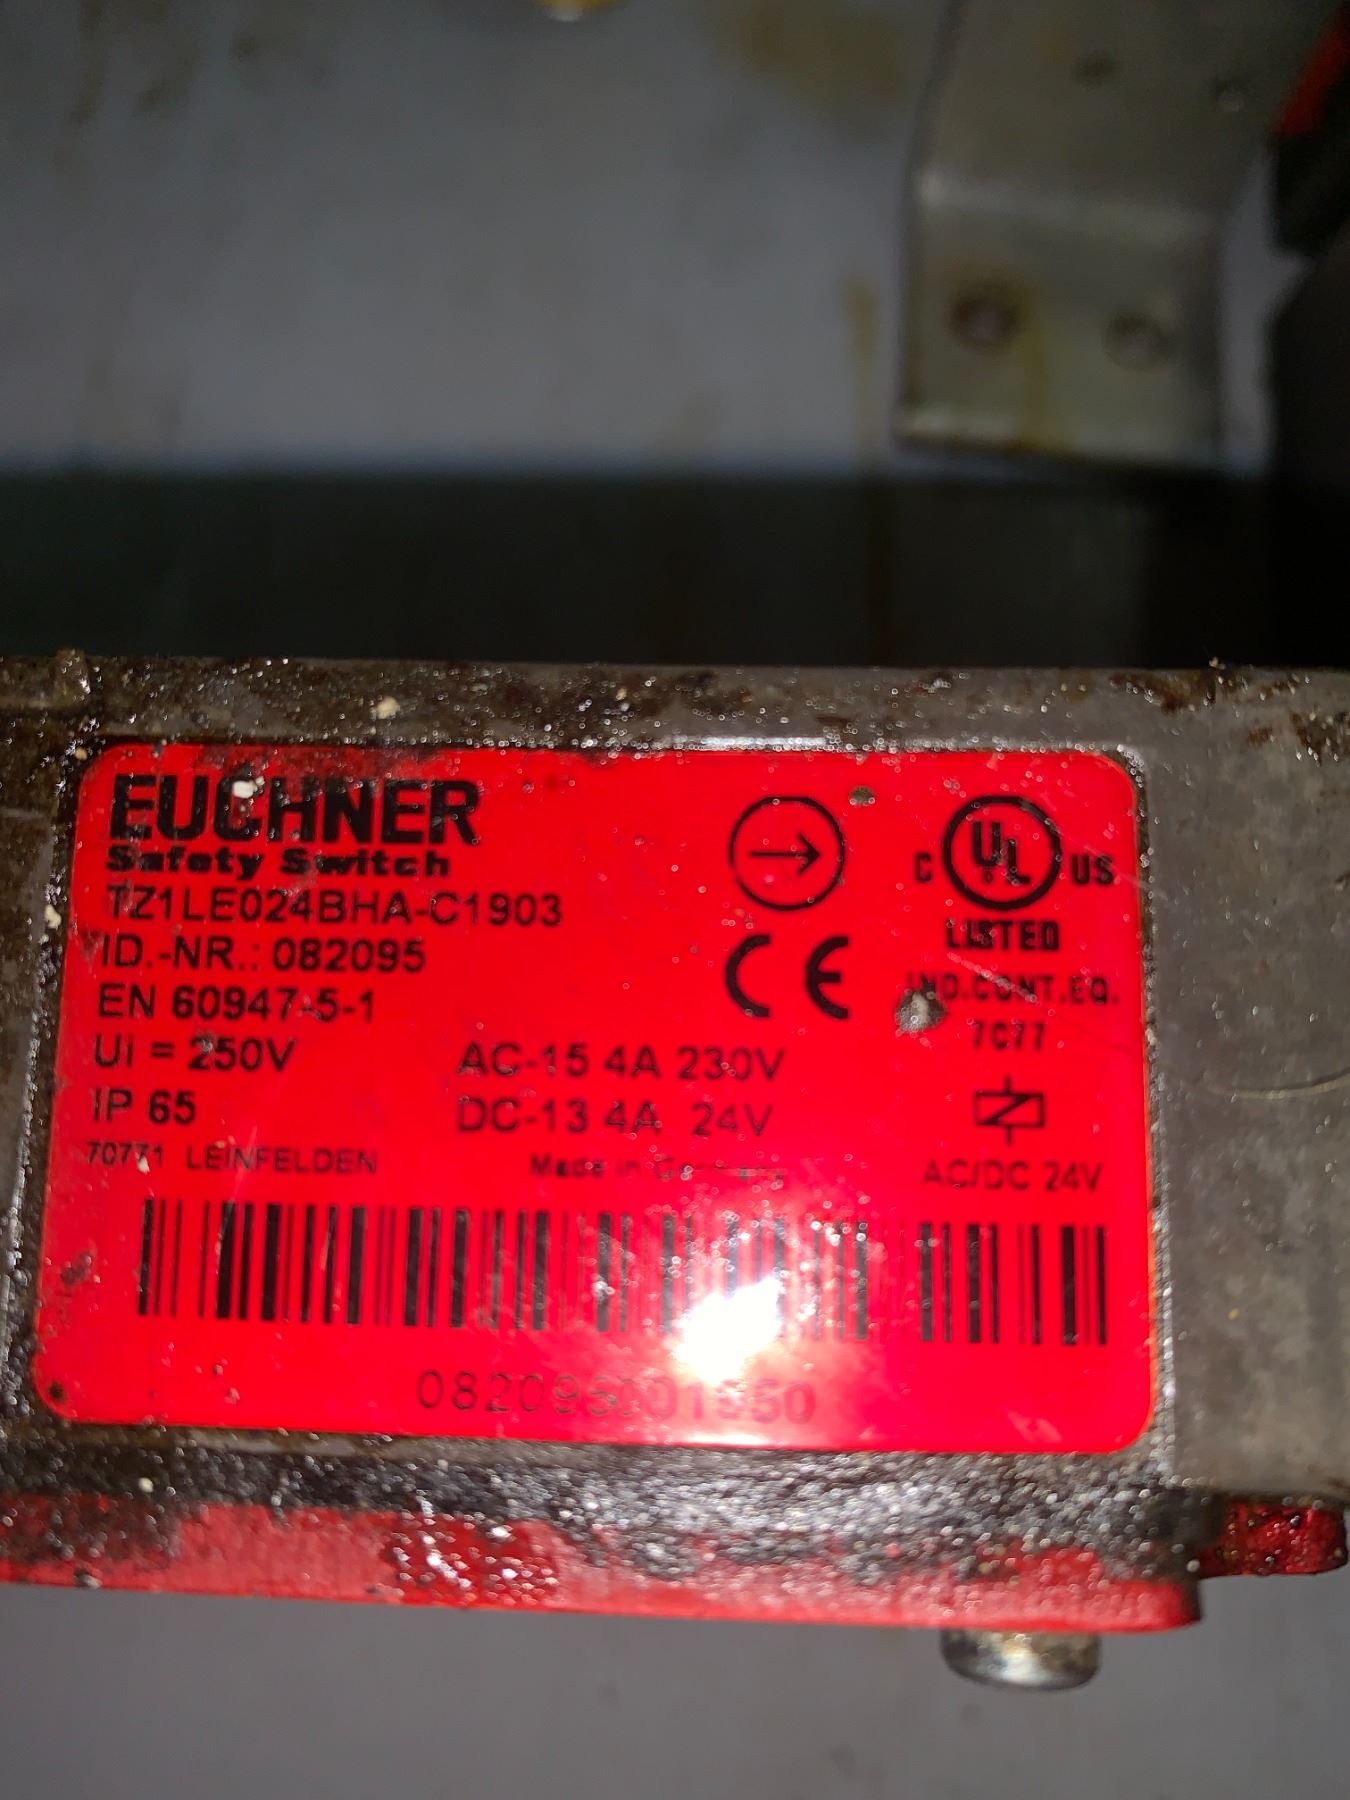 EUCHNER
Safety Switch
TZ1LE024BHA-C1903
ID.-NR.: 082095
EN 60947-5-1
Ui = 250V
IP 65
AC-15 4A 230V
DC-13 4A 24V
70771 LEINFELDEN
Made in Germany
CE
C UL US
LISTED
IND.CONT.EQ.
7C77
AC/DC 24V